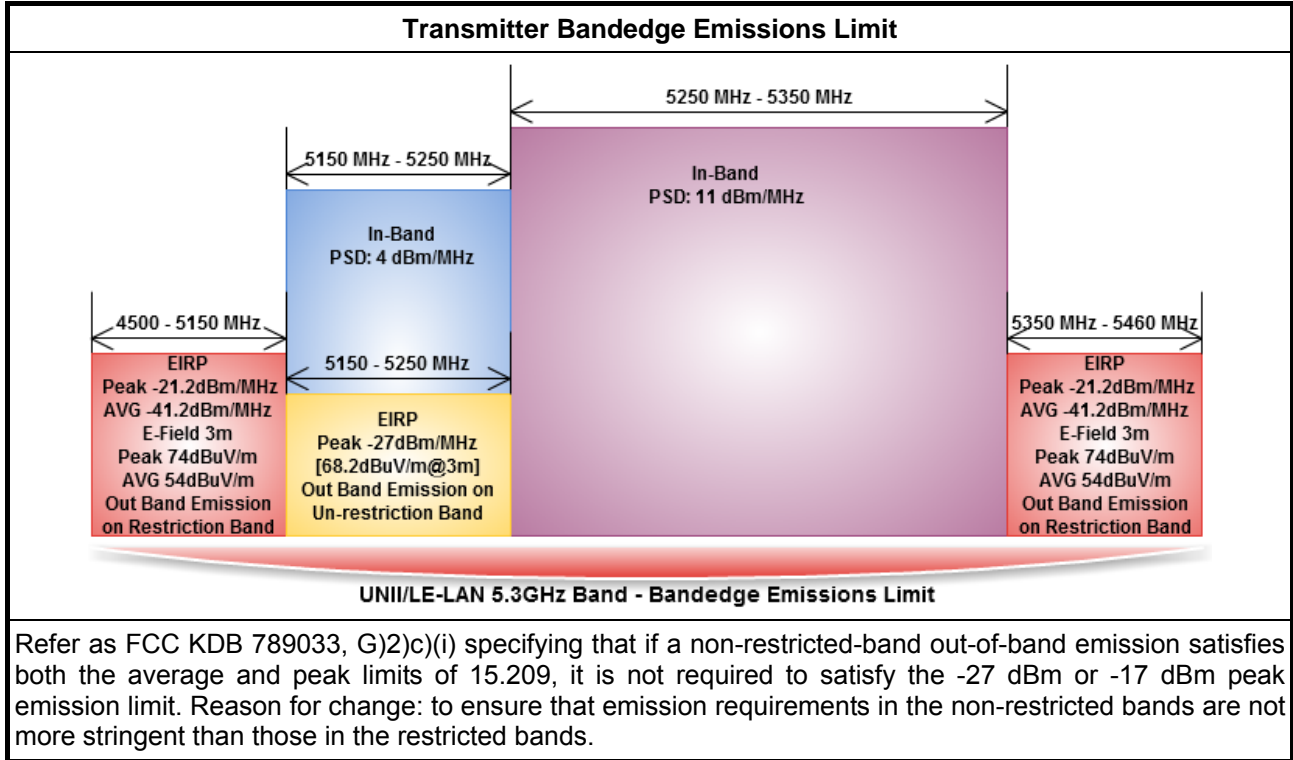 Transmitter Bandedge Emissions Limit
5250 MHz - 5350 MHz
5150 MHz - 5250 MHz
In-Band
PSD: 11 dBm/MHz
In-Band
PSD: 4 dBm/MHz
4500 - 5150 MHz
5350 MHz - 5460 MHz
5150 - 5250 MHz
EIRP
Peak -21.2dBm/MHz
AVG -41.2dBm/MHz
E-Field 3m
Peak 74dBuV/m
AVG 54dBuV/m
Out Band Emission
on Restriction Band
EIRP
Peak -27dBm/MHz
[68.2dBuV/m@3m]
Out Band Emission on
Un-restriction Band
EIRP
Peak -21.2dBm/MHz
AVG -41.2dBm/MHz
E-Field 3m
Peak 74dBuV/m
AVG 54dBuV/m
Out Band Emission
on Restriction Band
UNII/LE-LAN 5.3GHz Band - Bandedge Emissions Limit
Refer as FCC KDB 789033, G)2)c)(i) specifying that if a non-restricted-band out-of-band emission satisfies
both the average and peak limits of 15.209, it is not required to satisfy the -27 dBm or -17 dBm peak
emission limit. Reason for change: to ensure that emission requirements in the non-restricted bands are not
more stringent than those in the restricted bands.